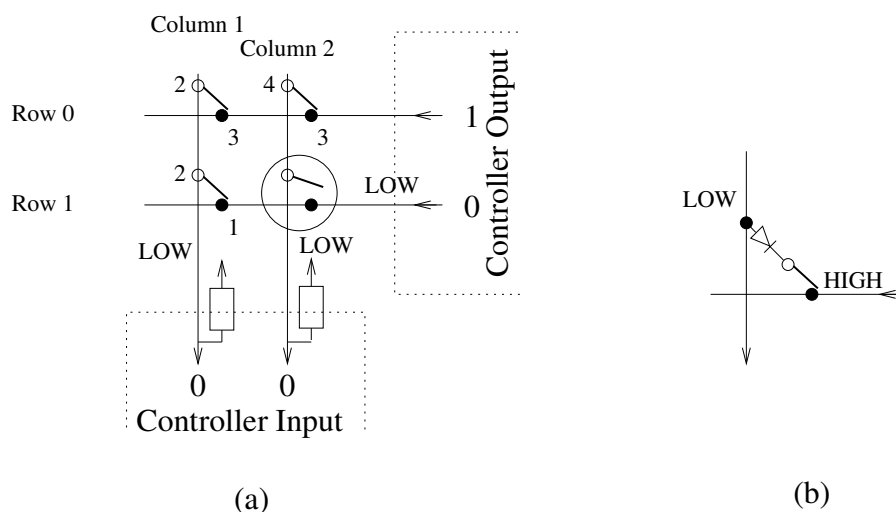 Column 1
Column 2
2
4
Row 0
1
3
3
2
LOW
Row 1
0
1
LOW
LOW
Controller Output
0
0
Controller Input
(a)
LOW
HIGH
(b)